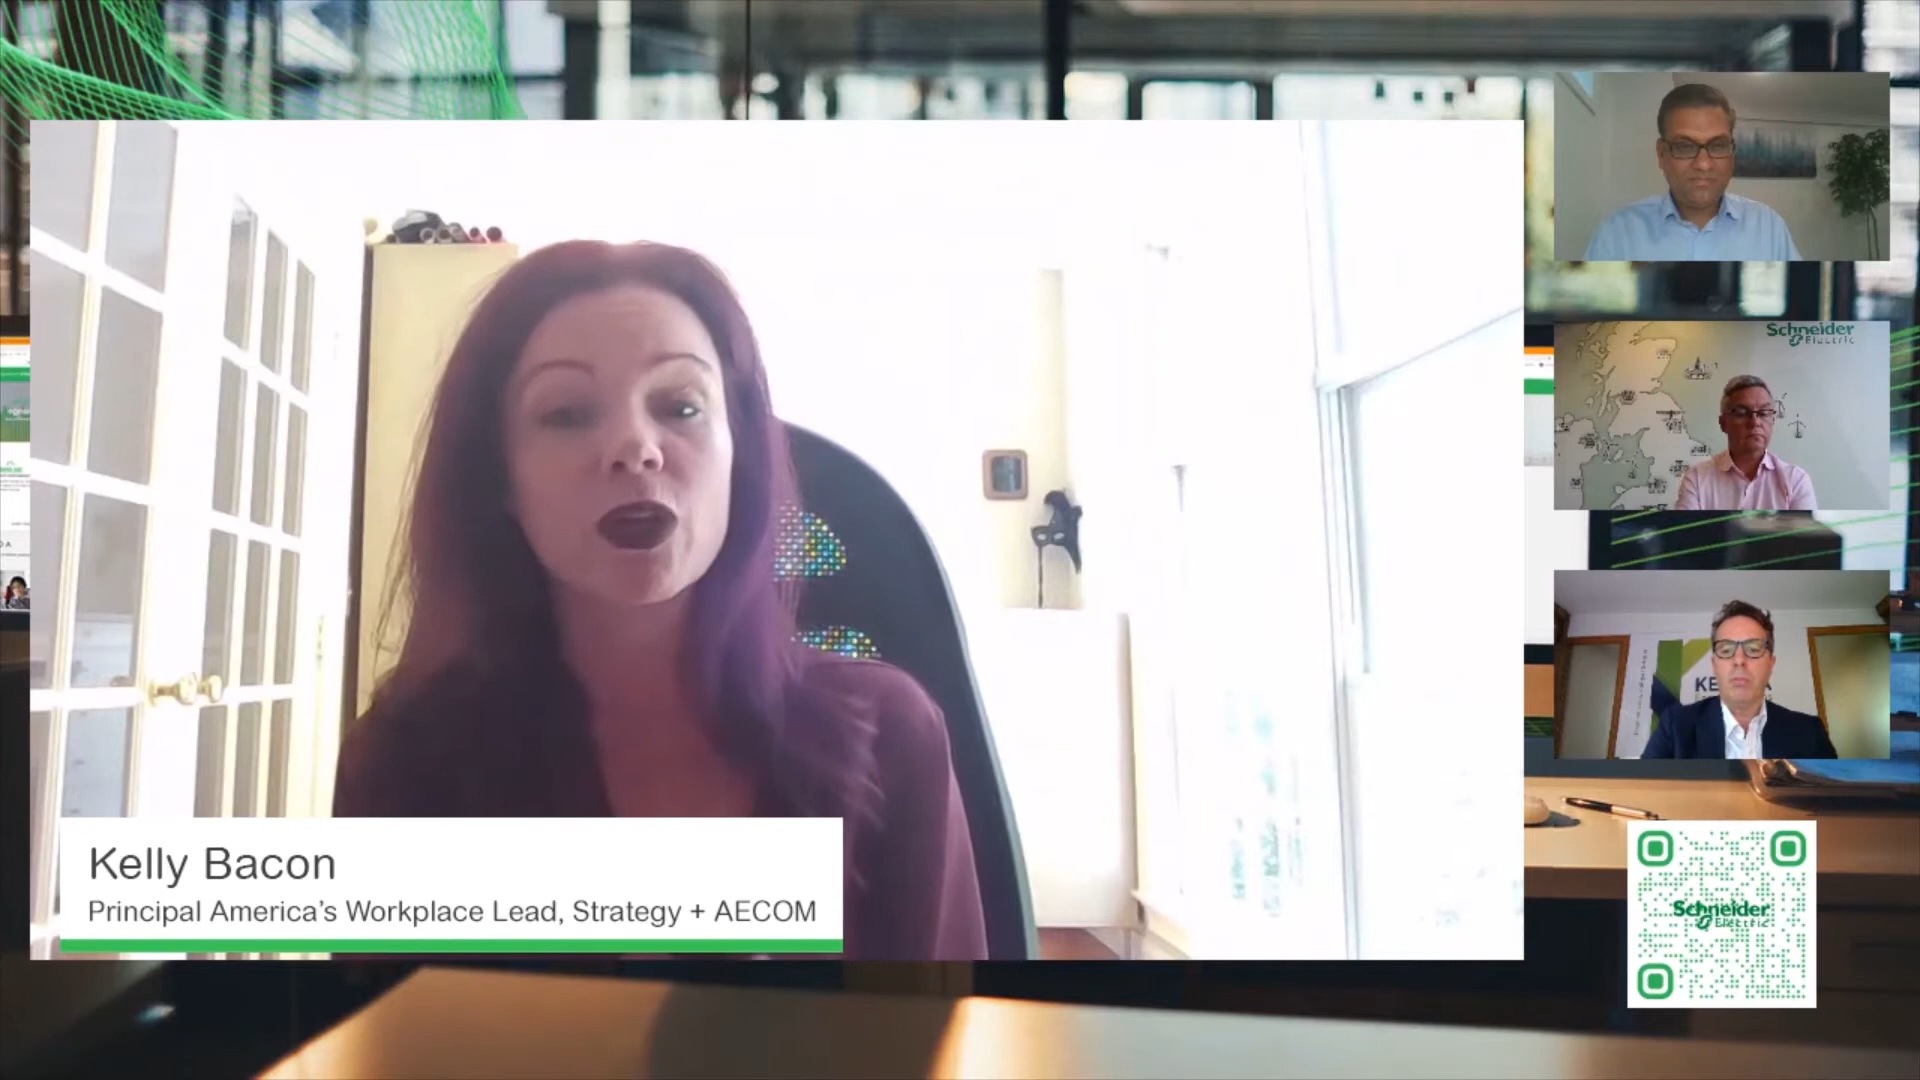 Schneider
Electric
Kelly Bacon
Principal America's Workplace Lead, Strategy + AECOM
Schneider
Electric